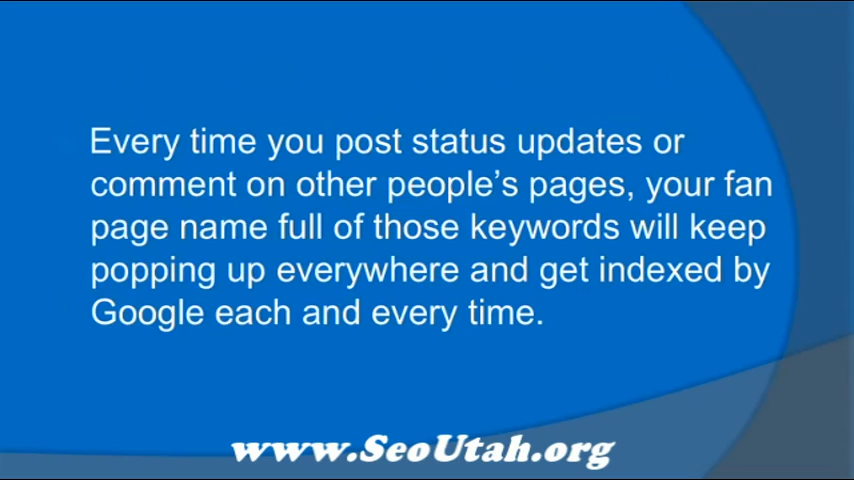 Every time you post status updates or
comment on other people’s pages, your fan
page name full of those keywords will keep
popping up everywhere and get indexed by
Google each and every time.
www.SeoUtah.org